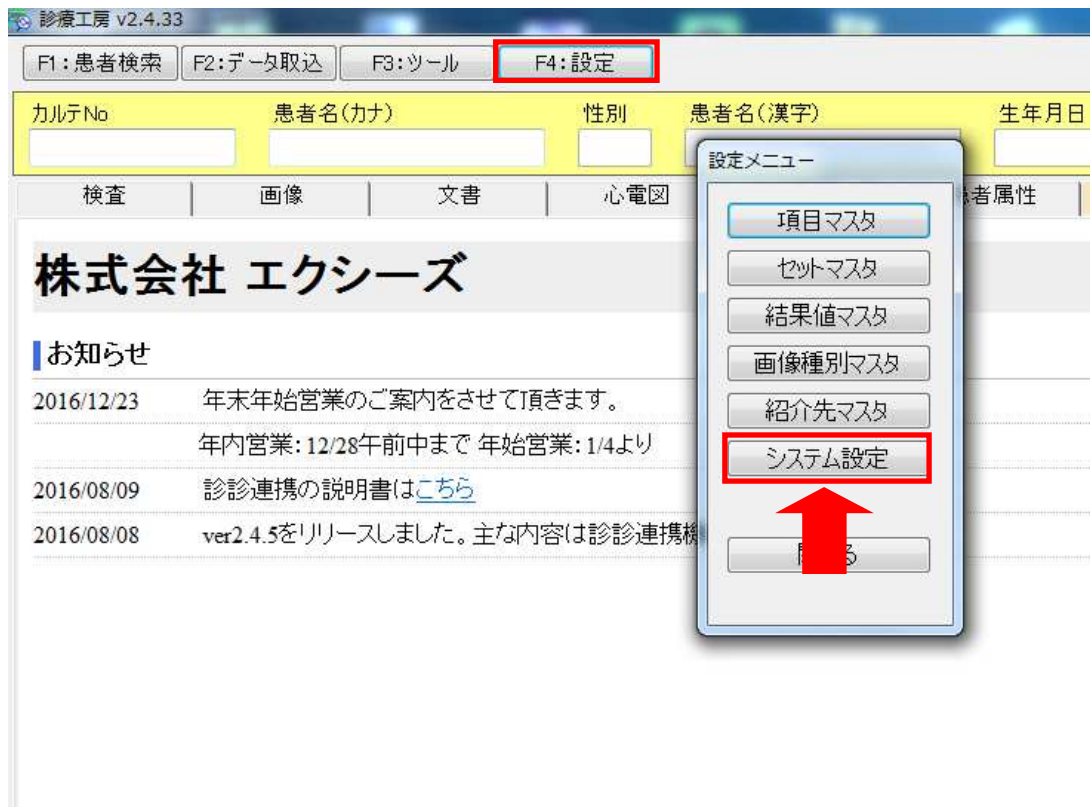 診療工房 v2.4.33
F1:患者検索 F2:データ取込 F3:ツール F4:設定
カルテNo 患者名(カナ) 性別 患者名(漢字) 生年月日
設定メニュー
検査 画像 文書 心電図 者属性
項目マスタ
セットマスタ
結果値マスタ
画像種別マスタ
紹介先マスタ
システム設定
株式会社 エクシーズ
お知らせ
2016/12/23 年末年始営業のご案内をさせて頂きます。
年内営業:12/28午前中まで 年始営業:1/4より
2016/08/09 診診連携の説明書はこちら
2016/08/08 ver2.4.5をリリースしました。主な内容は診診連携機